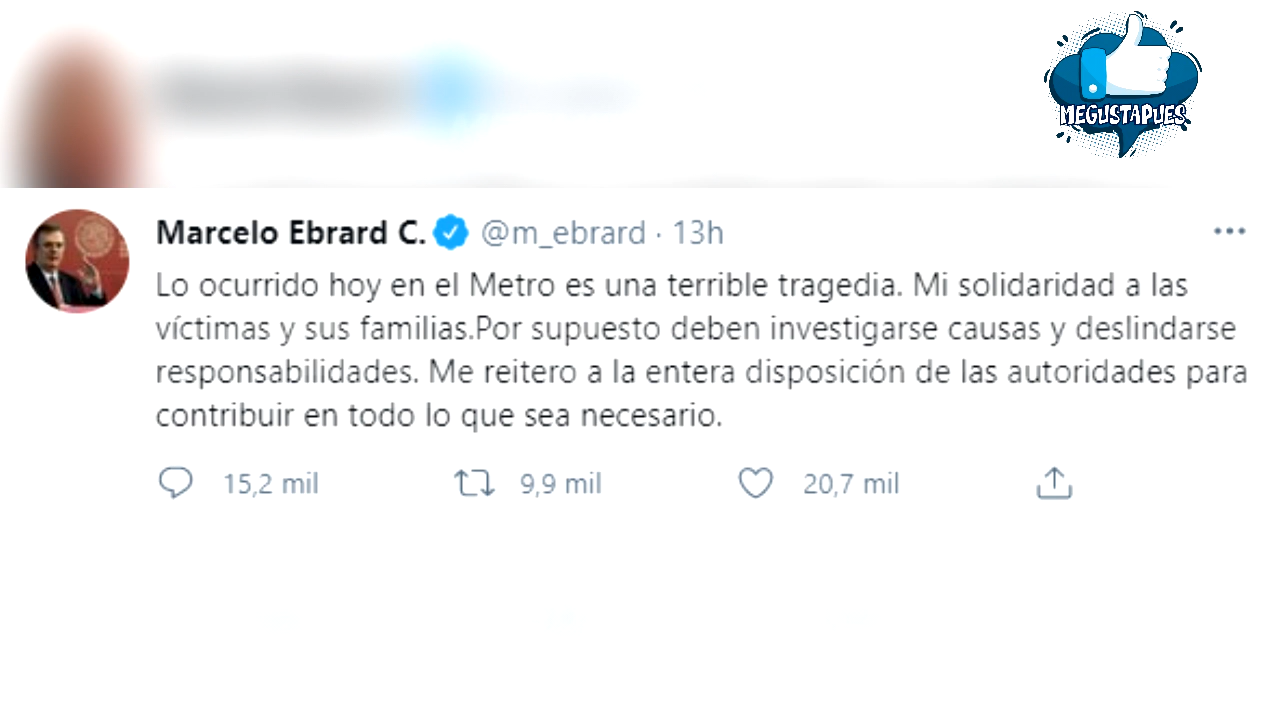 MEGUSTAPUES
Marcelo Ebrard C. @m_ebrard · 13h
Lo ocurrido hoy en el Metro es una terrible tragedia. Mi solidaridad a las
víctimas y sus familias.Por supuesto deben investigarse causas y deslindarse
responsabilidades. Me reitero a la entera disposición de las autoridades para
contribuir en todo lo que sea necesario.
15,2 mil 9,9 mil 20,7 mil